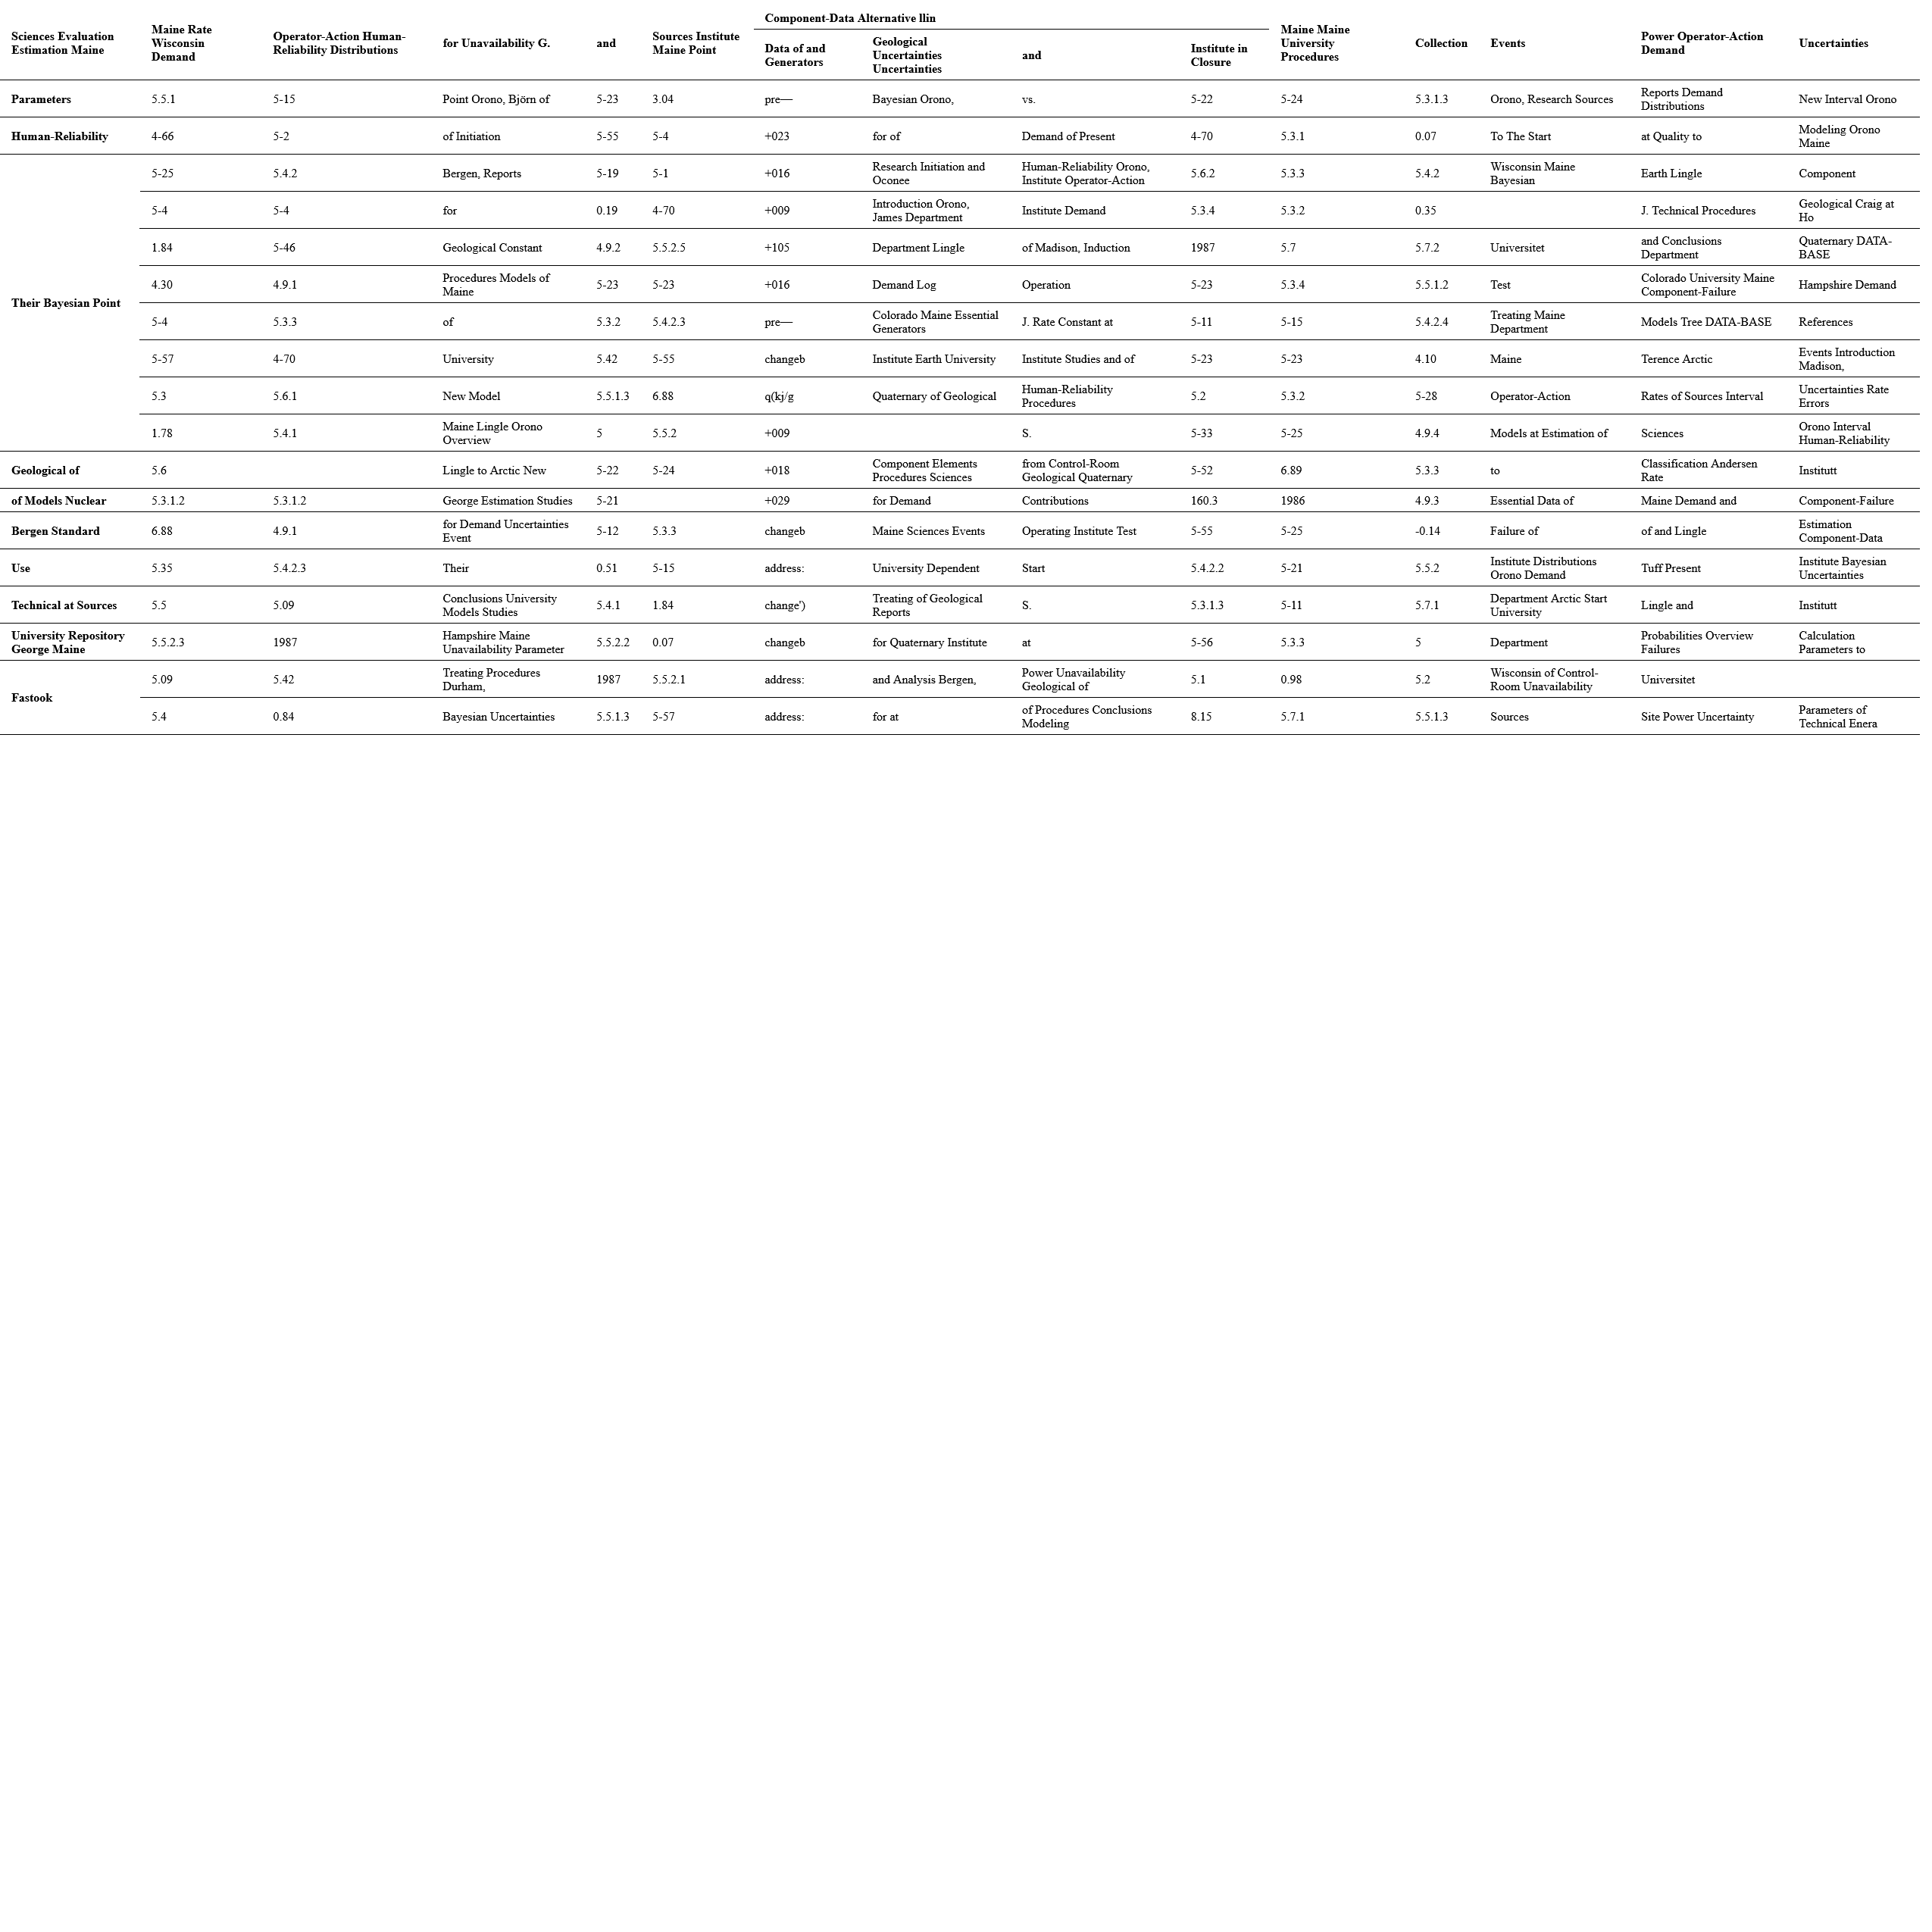 Sciences Evaluation Estimation Maine	Maine Rate Wisconsin Demand	Operator-Action Human-Reliability Distributions	for Unavailability G.	and	Sources Institute Maine Point	Component-Data Alternative llin	Maine Maine University Procedures	Collection	Events	Power Operator-Action Demand	Uncertainties
Data of and Generators	Geological Uncertainties Uncertainties	and	Institute in Closure
Parameters	5.5.1	5-15	Point Orono, Björn of	5-23	3.04	pre—	Bayesian Orono,	vs.	5-22	5-24	5.3.1.3	Orono, Research Sources	Reports Demand Distributions	New Interval Orono
Human-Reliability	4-66	5-2	of Initiation	5-55	5-4	+023	for of	Demand of Present	4-70	5.3.1	0.07	To The Start	at Quality to	Modeling Orono Maine
Their Bayesian Point	5-25	5.4.2	Bergen, Reports	5-19	5-1	+016	Research Initiation and Oconee	Human-Reliability Orono, Institute Operator-Action	5.6.2	5.3.3	5.4.2	Wisconsin Maine Bayesian	Earth Lingle	Component
5-4	5-4	for	0.19	4-70	+009	Introduction Orono, James Department	Institute Demand	5.3.4	5.3.2	0.35		J. Technical Procedures	Geological Craig at Ho
1.84	5-46	Geological Constant	4.9.2	5.5.2.5	+105	Department Lingle	of Madison, Induction	1987	5.7	5.7.2	Universitet	and Conclusions Department	Quaternary DATA-BASE
4.30	4.9.1	Procedures Models of Maine	5-23	5-23	+016	Demand Log	Operation	5-23	5.3.4	5.5.1.2	Test	Colorado University Maine Component-Failure	Hampshire Demand
5-4	5.3.3	of	5.3.2	5.4.2.3	pre—	Colorado Maine Essential Generators	J. Rate Constant at	5-11	5-15	5.4.2.4	Treating Maine Department	Models Tree DATA-BASE	References
5-57	4-70	University	5.42	5-55	changeb	Institute Earth University	Institute Studies and of	5-23	5-23	4.10	Maine	Terence Arctic	Events Introduction Madison,
5.3	5.6.1	New Model	5.5.1.3	6.88	q(kj/g	Quaternary of Geological	Human-Reliability Procedures	5.2	5.3.2	5-28	Operator-Action	Rates of Sources Interval	Uncertainties Rate Errors
1.78	5.4.1	Maine Lingle Orono Overview	5	5.5.2	+009		S.	5-33	5-25	4.9.4	Models at Estimation of	Sciences	Orono Interval Human-Reliability
Geological of	5.6		Lingle to Arctic New	5-22	5-24	+018	Component Elements Procedures Sciences	from Control-Room Geological Quaternary	5-52	6.89	5.3.3	to	Classification Andersen Rate	Institutt
of Models Nuclear	5.3.1.2	5.3.1.2	George Estimation Studies	5-21		+029	for Demand	Contributions	160.3	1986	4.9.3	Essential Data of	Maine Demand and	Component-Failure
Bergen Standard	6.88	4.9.1	for Demand Uncertainties Event	5-12	5.3.3	changeb	Maine Sciences Events	Operating Institute Test	5-55	5-25	-0.14	Failure of	of and Lingle	Estimation Component-Data
Use	5.35	5.4.2.3	Their	0.51	5-15	address:	University Dependent	Start	5.4.2.2	5-21	5.5.2	Institute Distributions Orono Demand	Tuff Present	Institute Bayesian Uncertainties
Technical at Sources	5.5	5.09	Conclusions University Models Studies	5.4.1	1.84	change')	Treating of Geological Reports	S.	5.3.1.3	5-11	5.7.1	Department Arctic Start University	Lingle and	Institutt
University Repository George Maine	5.5.2.3	1987	Hampshire Maine Unavailability Parameter	5.5.2.2	0.07	changeb	for Quaternary Institute	at	5-56	5.3.3	5	Department	Probabilities Overview Failures	Calculation Parameters to
Fastook	5.09	5.42	Treating Procedures Durham,	1987	5.5.2.1	address:	and Analysis Bergen,	Power Unavailability Geological of	5.1	0.98	5.2	Wisconsin of Control-Room Unavailability	Universitet
5.4	0.84	Bayesian Uncertainties	5.5.1.3	5-57	address:	for at	of Procedures Conclusions Modeling	8.15	5.7.1	5.5.1.3	Sources	Site Power Uncertainty	Parameters of Technical Enera